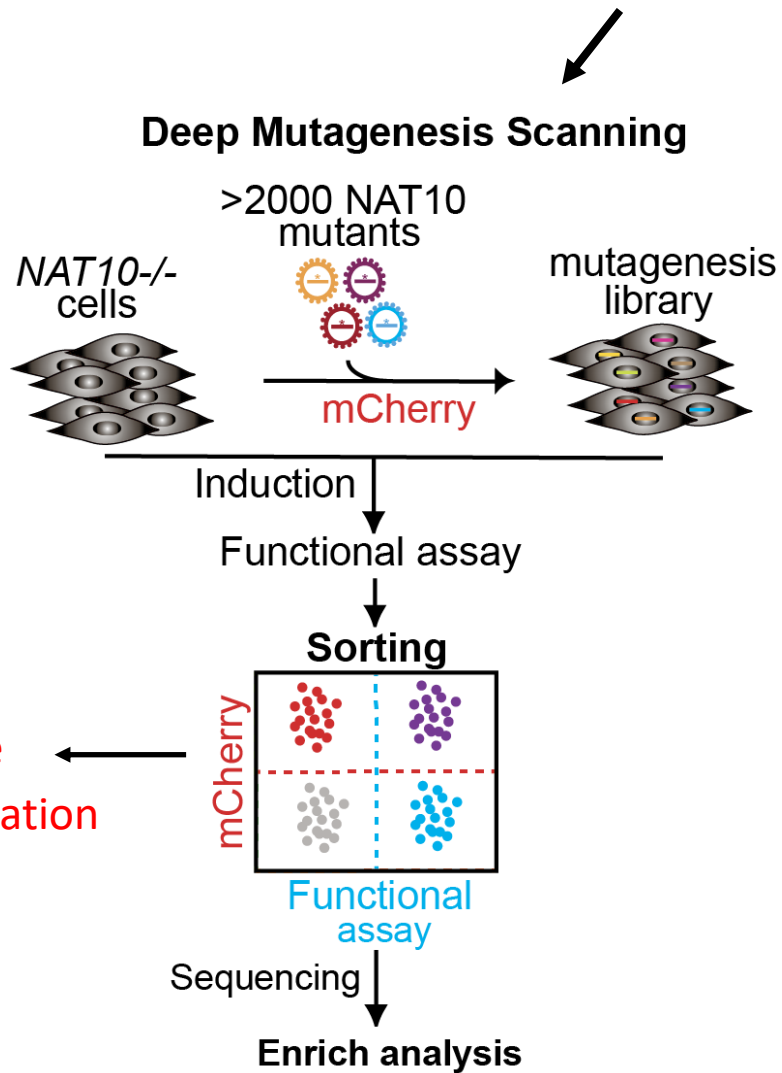 Deep Mutagenesis Scanning
>2000 NAT10
mutants
NAT10-/-
cells
mutagenesis
library
mCherry
Induction
Functional assay
Sorting
mCherry
ation
Functional
assay
Sequencing
Enrich analysis